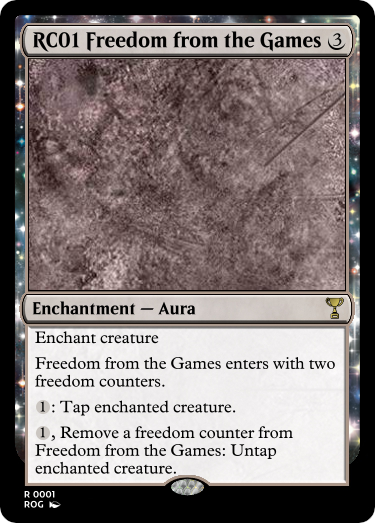 RC01 Freedom from the Games 3
Enchantment — Aura
Enchant creature
Freedom from the Games enters with two
freedom counters.
1: Tap enchanted creature.
1, Remove a freedom counter from
Freedom from the Games: Untap
enchanted creature.
R 0001
ROG